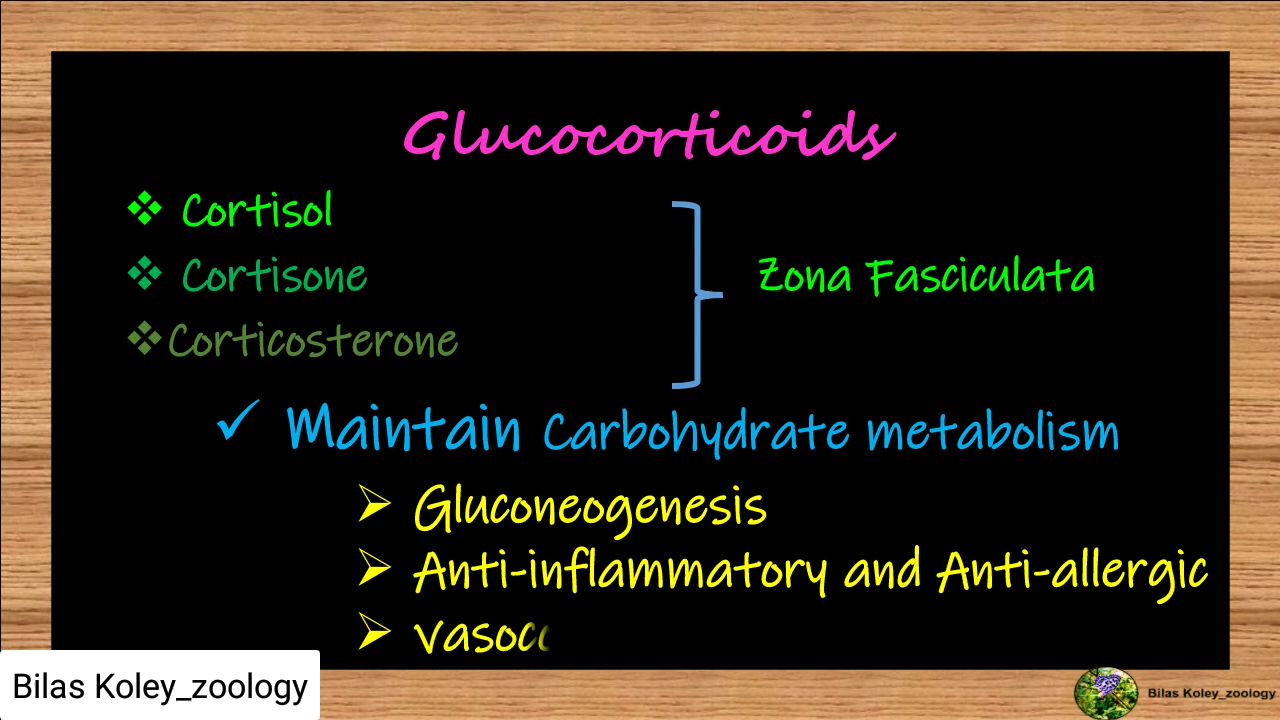 Glucocorticoids
Cortisol
Cortisone
Corticosterone
Zona Fasciculata
Maintain Carbohydrate metabolism
Gluconeogenesis
Anti-inflammatory and Anti-allergic
Bilas Koley_zoology
Bilas Koley_zoology